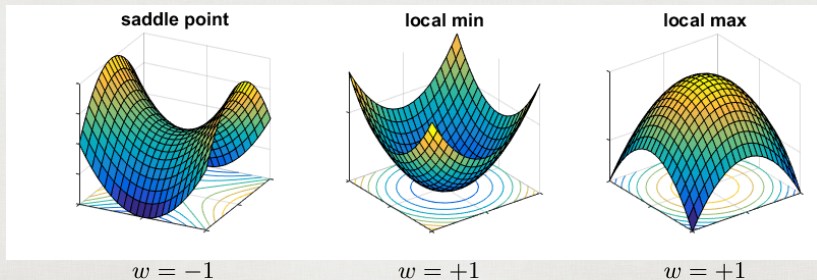 saddle point local min local max
w = −1 w = +1 w = +1